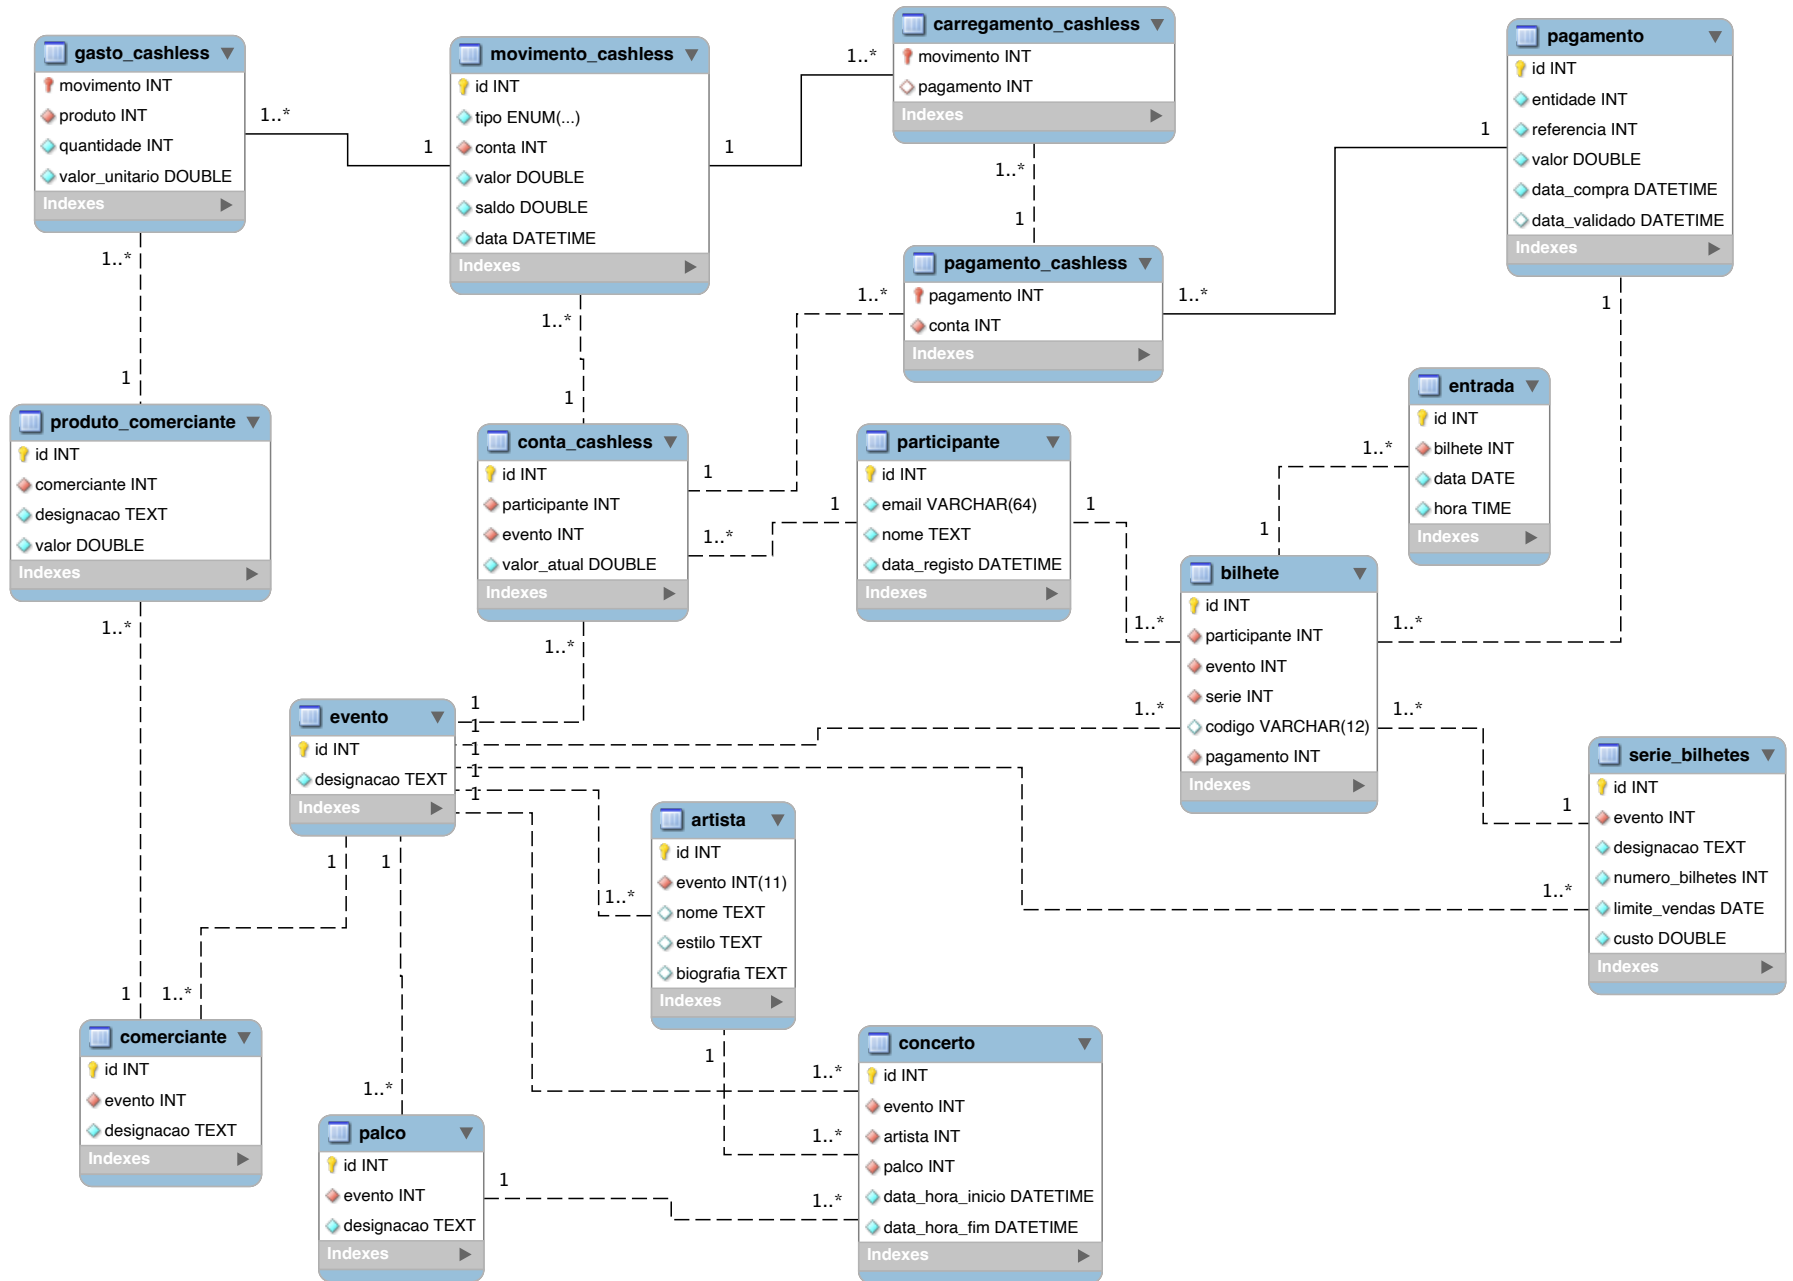 gasto_cashless
movimento INT
produto INT
quantidade INT
valor_unitario DOUBLE
Indexes
1..*
1
movimento_cashless
id INT
tipo ENUM(...)
conta INT
valor DOUBLE
saldo DOUBLE
data DATETIME
Indexes
1
1..*
carregamento_cashless
movimento INT
pagamento INT
Indexes
1..*
1
pagamento
id INT
entidade INT
referencia INT
valor DOUBLE
data_compra DATETIME
data_validado DATETIME
Indexes
1
1
pagamento_cashless
pagamento INT
conta INT
Indexes
1..*
1..*
1..*
1
1..*
1
produto_comerciante
id INT
comerciante INT
designacao TEXT
valor DOUBLE
Indexes
1..*
1
conta_cashless
id INT
participante INT
evento INT
valor_atual DOUBLE
Indexes
1
1..*
1..*
participante
id INT
email VARCHAR(64)
nome TEXT
data_registo DATETIME
Indexes
1
1
entrada
id INT
bilhete INT
data DATE
hora TIME
Indexes
1..*
1
bilhete
id INT
participante INT
evento INT
serie INT
codigo VARCHAR(12)
pagamento INT
Indexes
1..*
1..*
1..*
1..*
evento
id INT
designacao TEXT
Indexes
1
1
1
1
1
1
1
serie_bilhetes
id INT
evento INT
designacao TEXT
numero_bilhetes INT
limite_vendas DATE
custo DOUBLE
Indexes
1
1..*
artista
id INT
evento INT(11)
nome TEXT
estilo TEXT
biografia TEXT
Indexes
1..*
1
comerciante
id INT
evento INT
designacao TEXT
Indexes
1..*
palco
id INT
evento INT
designacao TEXT
Indexes
1..*
1
concerto
id INT
evento INT
artista INT
palco INT
data_hora_inicio DATETIME
data_hora_fim DATETIME
Indexes
1..*
1..*
1..*